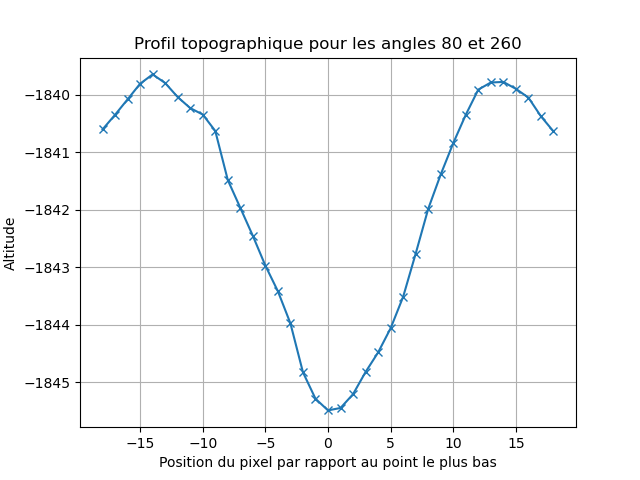 Profil topographique pour les angles 80 et 260
Altitude
−1840
−1841
−1842
−1843
−1844
−1845
−15 −10 −5 0 5 10 15
Position du pixel par rapport au point le plus bas